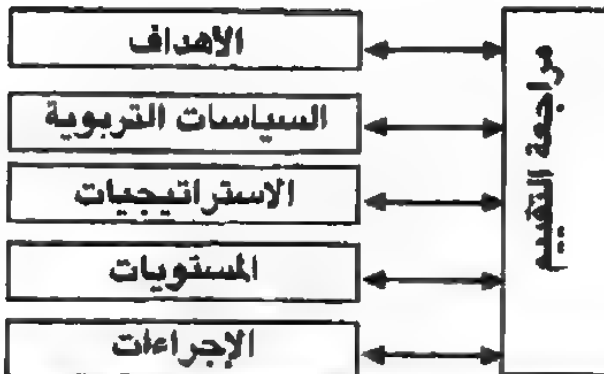 الأهداف
السياسات التربوية
الاستراتيجيات
المستويات
الإجراءات
مراجعة التقييم